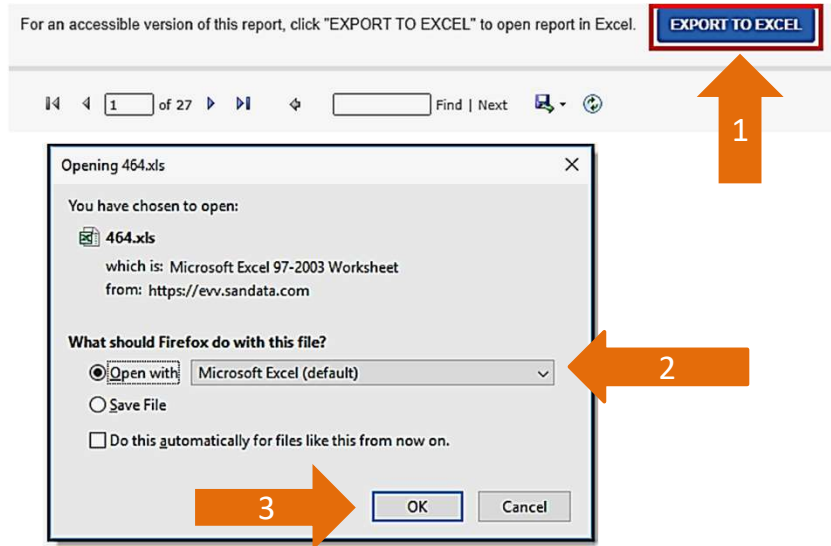 For an accessible version of this report, click "EXPORT TO EXCEL" to open report in Excel. EXPORT TO EXCEL
1 of 27 Find | Next
1
Opening 464.xls
You have chosen to open:
464.xls
which is: Microsoft Excel 97-2003 Worksheet
from: https://evv.sandata.com
What should Firefox do with this file?
Open with Microsoft Excel (default)
2
Save File
Do this automatically for files like this from now on.
3 OK Cancel